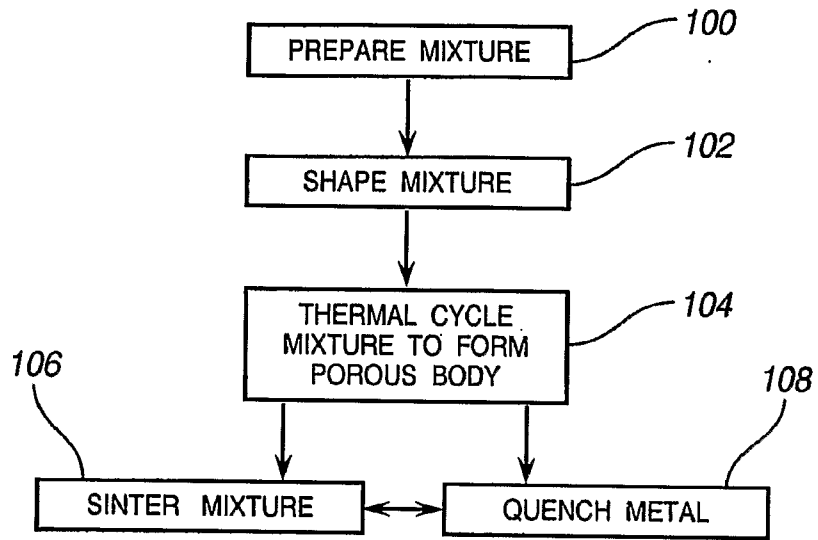 100
PREPARE MIXTURE
102
SHAPE MIXTURE
104
THERMAL CYCLE
MIXTURE TO FORM
POROUS BODY
106
108
SINTER MIXTURE
QUENCH METAL